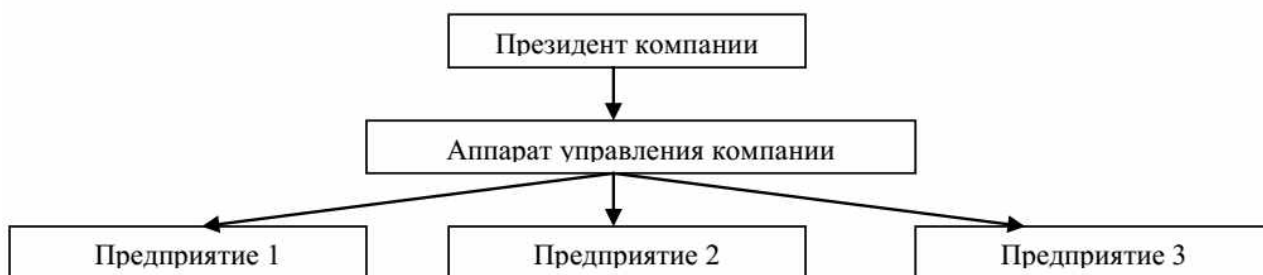 Президент компании
Аппарат управления компании
Предприятие 1
Предприятие 2
Предприятие 3